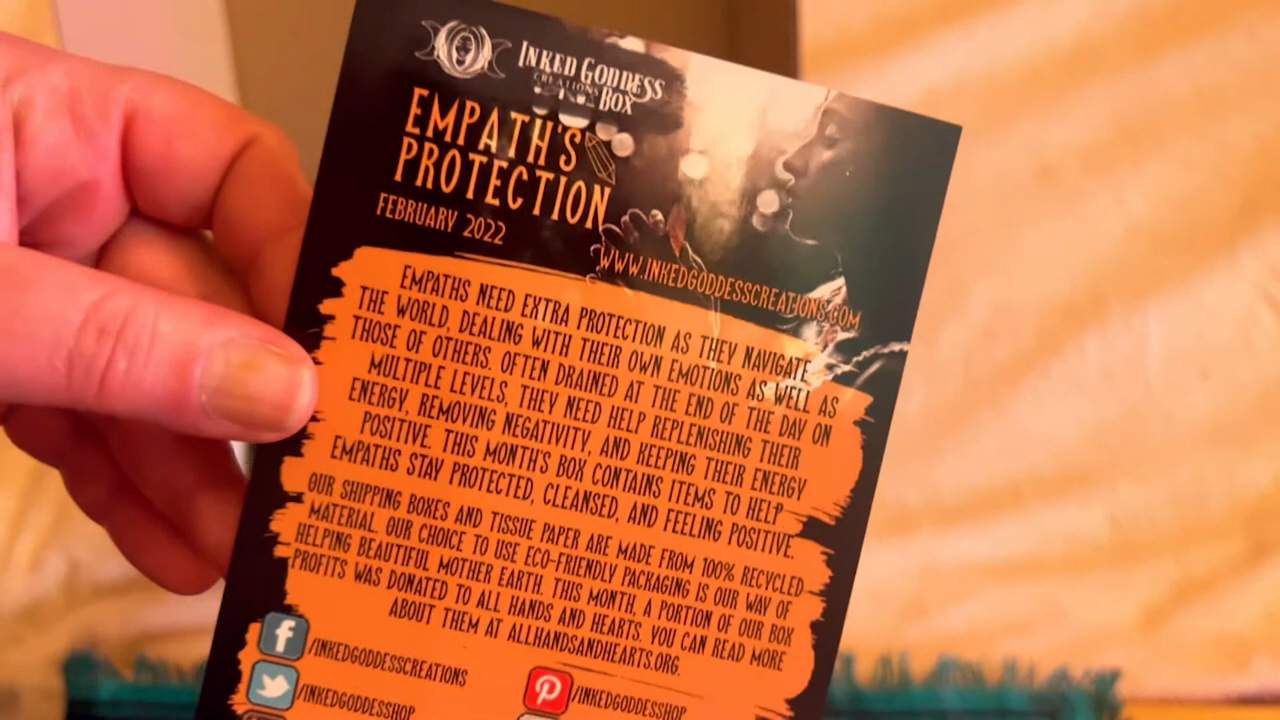 INKED GODDESS
CREATIONS
BOX
EMPATH'S
PROTECTION
FEBRUARY 2022
WWW.INKEDGODDESSCREATIONS.COM
EMPATHS NEED EXTRA PROTECTION AS THEY NAVIGATE
THE WORLD, DEALING WITH THEIR OWN EMOTIONS AS WELL AS
THOSE OF OTHERS. OFTEN DRAINED AT THE END OF THE DAY ON
MULTIPLE LEVELS, THEY NEED HELP REPLENISHING THEIR
ENERGY, REMOVING NEGATIVITY, AND KEEPING THEIR ENERGY
POSITIVE. THIS MONTH'S BOX CONTAINS ITEMS TO HELP
EMPATHS STAY PROTECTED, CLEANSED, AND FEELING POSITIVE.
OUR SHIPPING BOXES AND TISSUE PAPER ARE MADE FROM 100% RECYCLED
MATERIAL. OUR CHOICE TO USE ECO-FRIENDLY PACKAGING IS OUR WAY OF
HELPING BEAUTIFUL MOTHER EARTH. THIS MONTH, A PORTION OF OUR BOX
PROFITS WAS DONATED TO ALL HANDS AND HEARTS. YOU CAN READ MORE
ABOUT THEM AT ALLHANDSANDHEARTS.ORG.
/INKEDGODDESSCREATIONS
/INKEDGODDESSHOP
/INKEDGODDESSHOP